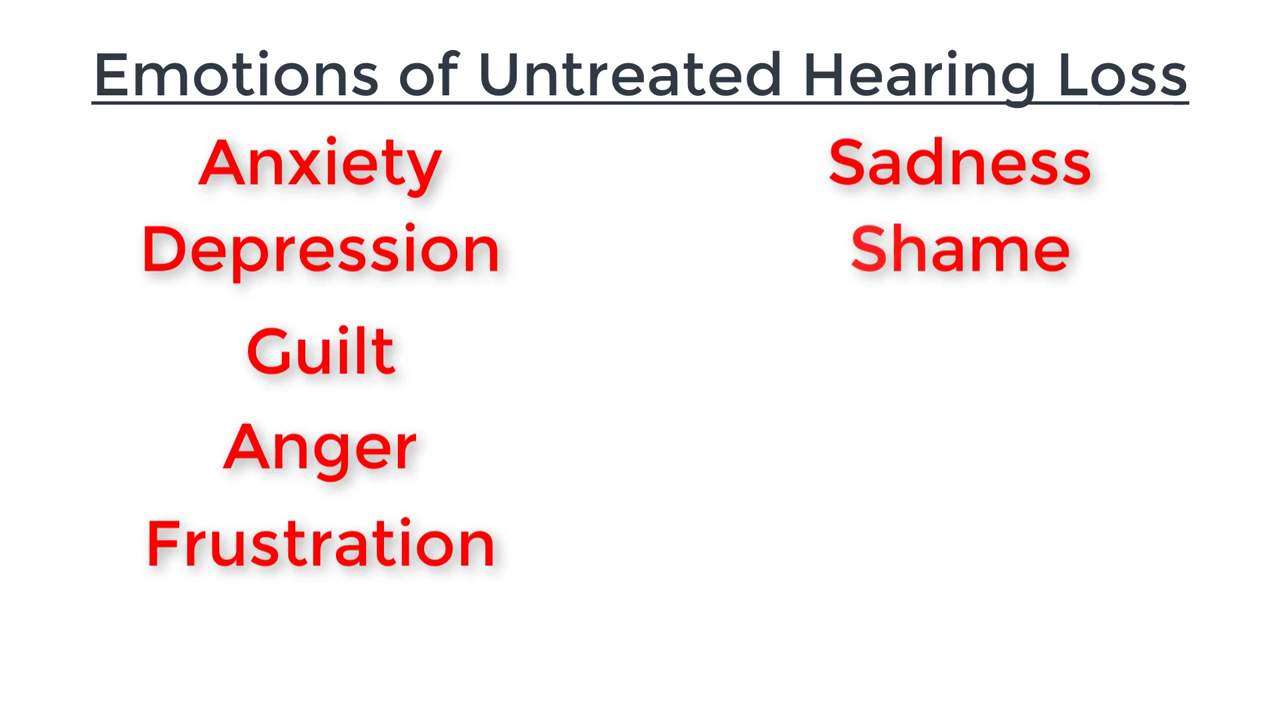 Emotions of Untreated Hearing Loss
Anxiety
Depression
Guilt
Anger
Frustration
Sadness
Shame